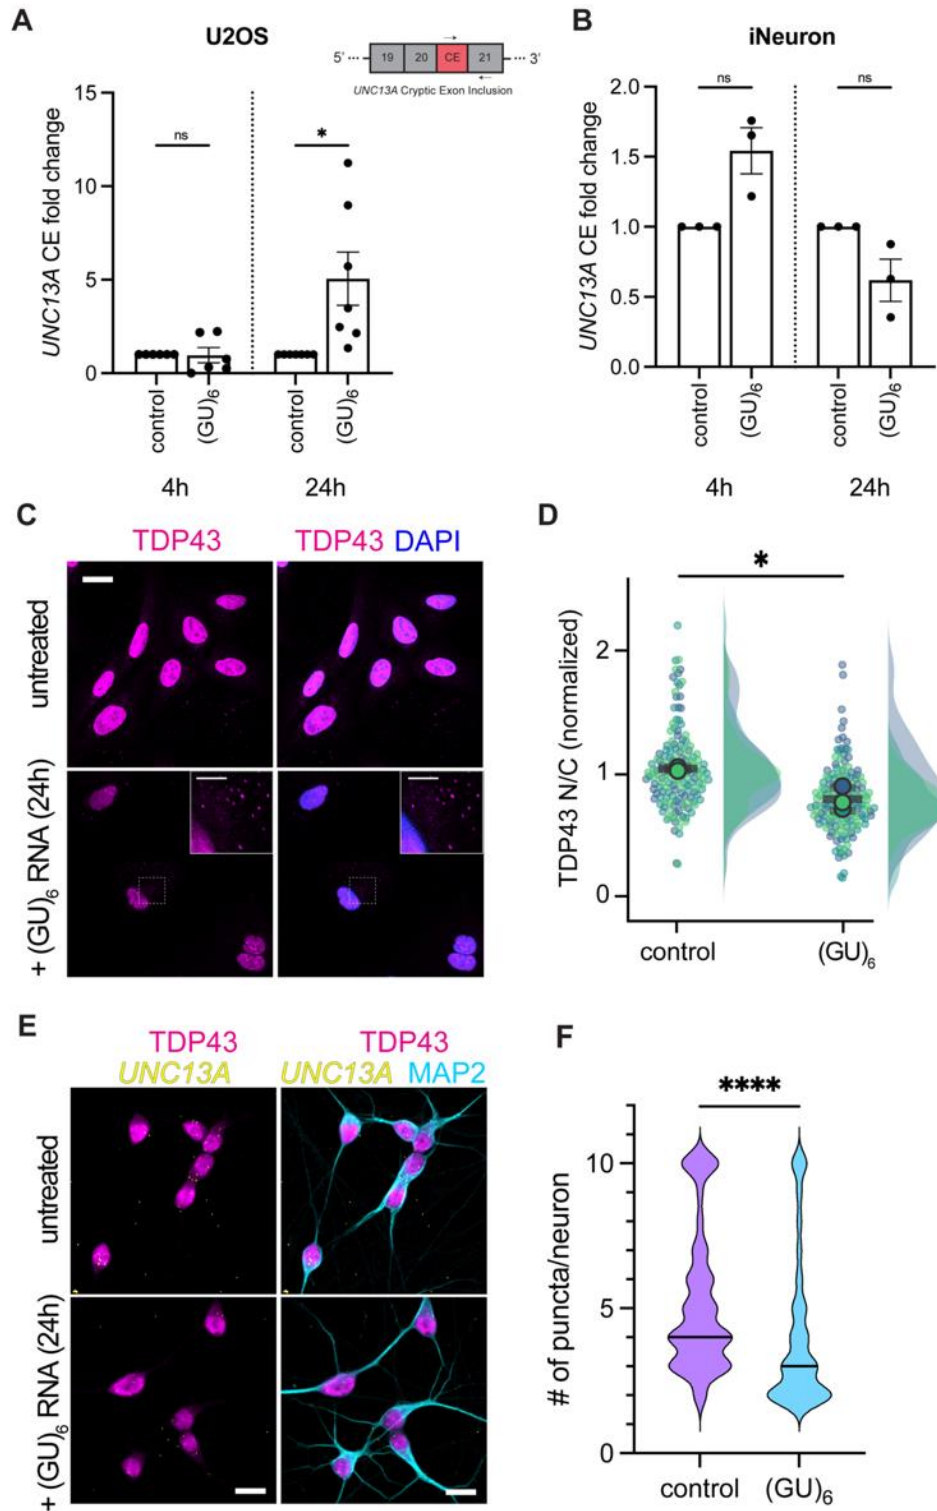 A
U2OS
5' ··· 19 20 CE 21 ··· 3'
UNC13A Cryptic Exon Inclusion
UNC13A CE fold change
15
10
5
0
ns
*
control
(GU)6
control
(GU)6
4h
24h
B
iNeuron
UNC13A CE fold change
2.0
1.5
1.0
0.5
0.0
ns
ns
control
(GU)6
control
(GU)6
4h
24h
C
TDP43
TDP43 DAPI
untreated
+ (GU)6 RNA (24h)
D
*
TDP43 N/C (normalized)
2
1
0
control
(GU)6
E
TDP43
UNC13A
TDP43
UNC13A MAP2
untreated
+ (GU)6 RNA (24h)
F
****
# of puncta/neuron
10
5
0
control
(GU)6